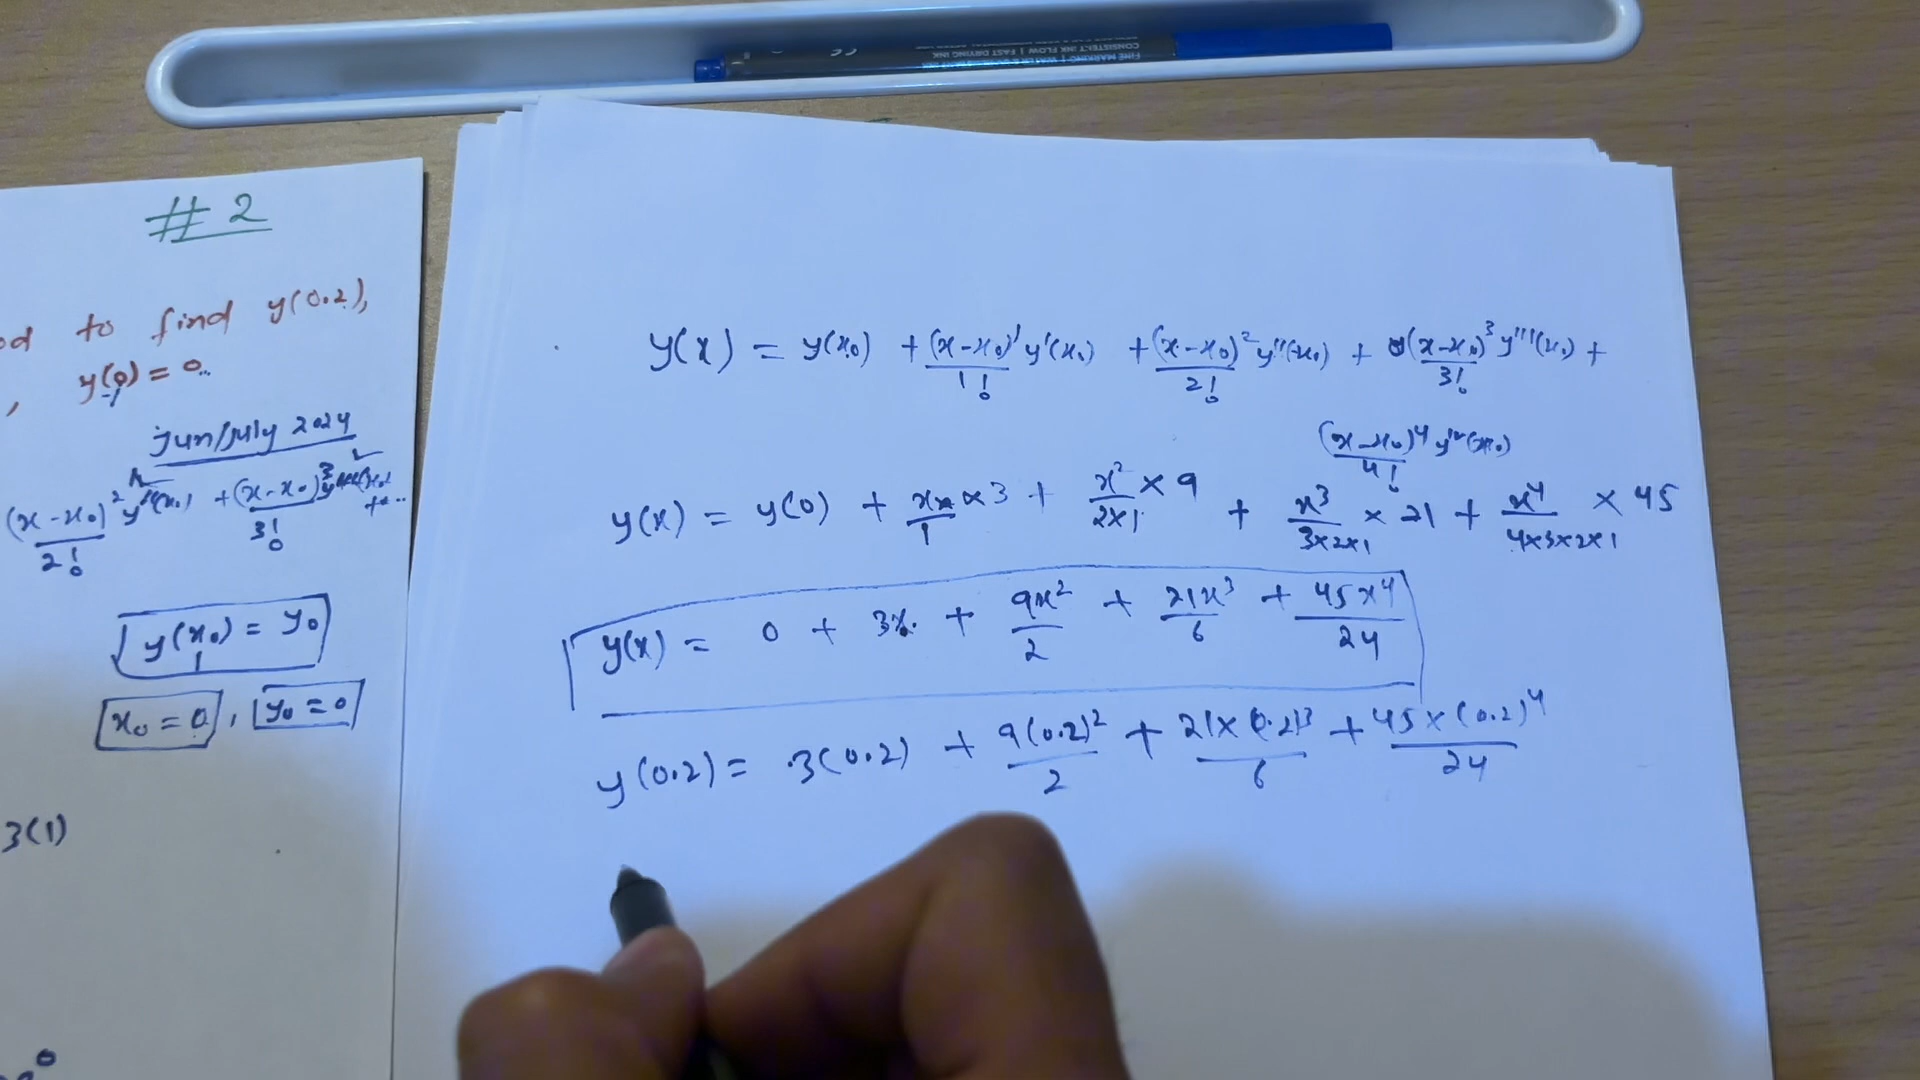 # 2
od to find y(0.2),
, y(0) = 0
Jun/July 2024
(x-x₀)²/2! y''(x₀) + (x-x₀)³/3! y'''(x₀) + ..
y(x₀) = y₀
x₀ = 0, y₀ = 0
3(1)
y(x) = y(x₀) + (x-x₀)'/1! y'(x₀) + (x-x₀)²/2! y''(x₀) + (x-x₀)³/3! y'''(x₀) +
(x-x₀)⁴/4! yⁱᵛ(x₀)
y(x) = y(0) + x/1 × 3 + x²/2×1 × 9 + x³/3×2×1 × 21 + x⁴/4×3×2×1 × 45
y(x) = 0 + 3x + 9x²/2 + 21x³/6 + 45x⁴/24
y(0.2) = 3(0.2) + 9(0.2)²/2 + 21×(0.2)³/6 + 45×(0.2)⁴/24